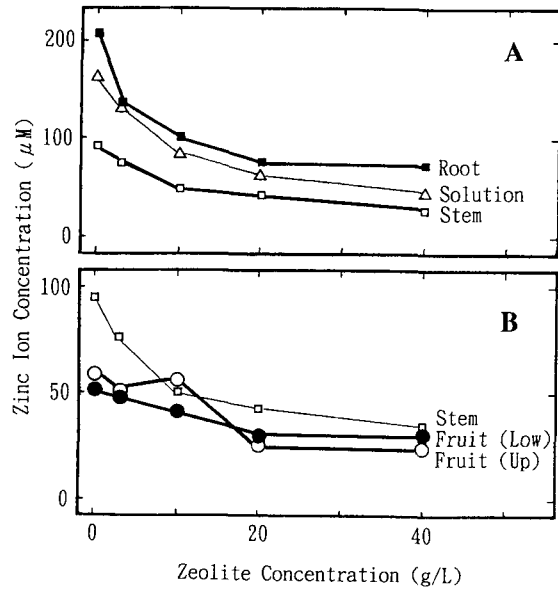 A
200
100
0
Root
Solution
Stem
Zinc Ion Concentration (μM)
B
100
50
0
Stem
Fruit (Low)
Fruit (Up)
0 20 40
Zeolite Concentration (g/L)